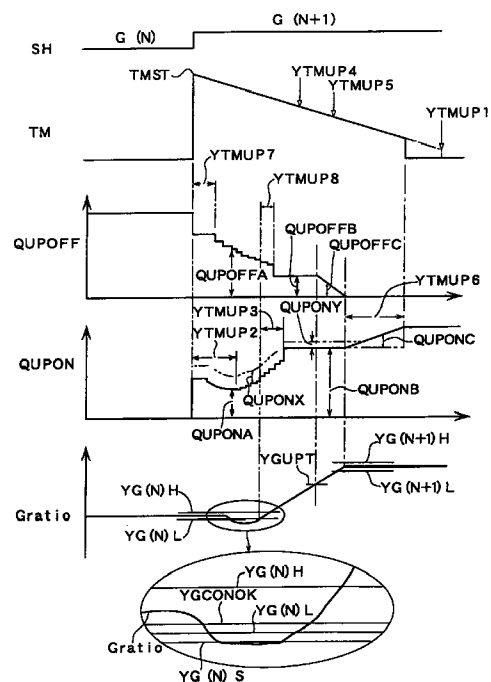 G (N)
G (N+1)
SH
TMST
YTMUP4
YTMUP5
YTMUP1
TM
YTMUP7
YTMUP8
QUPOFFB
QUPOFFC
QUPOFF
QUPOFFA
YTMUP6
QUPONY
YTMUP3
YTMUP2
QUPON
QUPONC
QUPONX
QUPONB
QUPONA
YG(N+1)H
YGUPT
YG(N)H
YG(N+1)L
Gratio
YG(N)L
YG(N)H
YGCONOK
YG(N)L
Gratio
YG(N)S